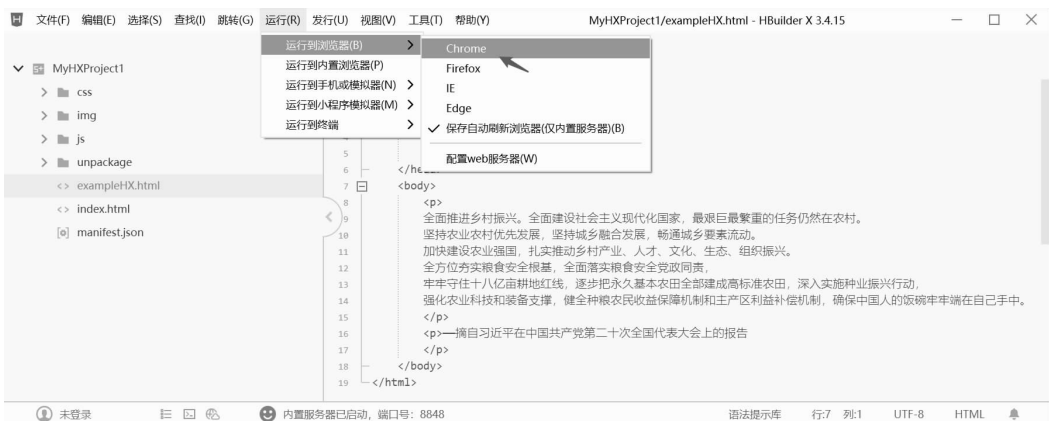 H 文件(F) 编辑(E) 选择(S) 查找(I) 跳转(G) 运行(R) 发行(U) 视图(V) 工具(T) 帮助(Y) MyHXProject1/exampleHX.html - HBuilder X 3.4.15
运行到浏览器(B)
运行到内置浏览器(P)
运行到手机或模拟器(N)
运行到小程序模拟器(M)
运行到终端
Chrome
Firefox
IE
Edge
保存自动刷新浏览器(仅内置服务器)(B)
配置web服务器(W)
MyHXProject1
css
img
js
unpackage
<> exampleHX.html
<> index.html
manifest.json
5
6 </head>
7 <body>
8 <p>
9 全面推进乡村振兴。全面建设社会主义现代化国家，最艰巨最繁重的任务仍然在农村。
10 坚持农业农村优先发展，坚持城乡融合发展，畅通城乡要素流动。
11 加快建设农业强国，扎实推动乡村产业、人才、文化、生态、组织振兴。
12 全方位夯实粮食安全根基，全面落实粮食安全党政同责，
13 牢牢守住十八亿亩耕地红线，逐步把永久基本农田全部建成高标准农田，深入实施种业振兴行动，
14 强化农业科技和装备支撑，健全种粮农民收益保障机制和主产区利益补偿机制，确保中国人的饭碗牢牢端在自己手中。
15 </p>
16 <p>——摘自习近平在中国共产党第二十次全国代表大会上的报告
17 </p>
18 </body>
19 </html>
未登录 内置服务器已启动，端口号：8848 语法提示库 行:7 列:1 UTF-8 HTML